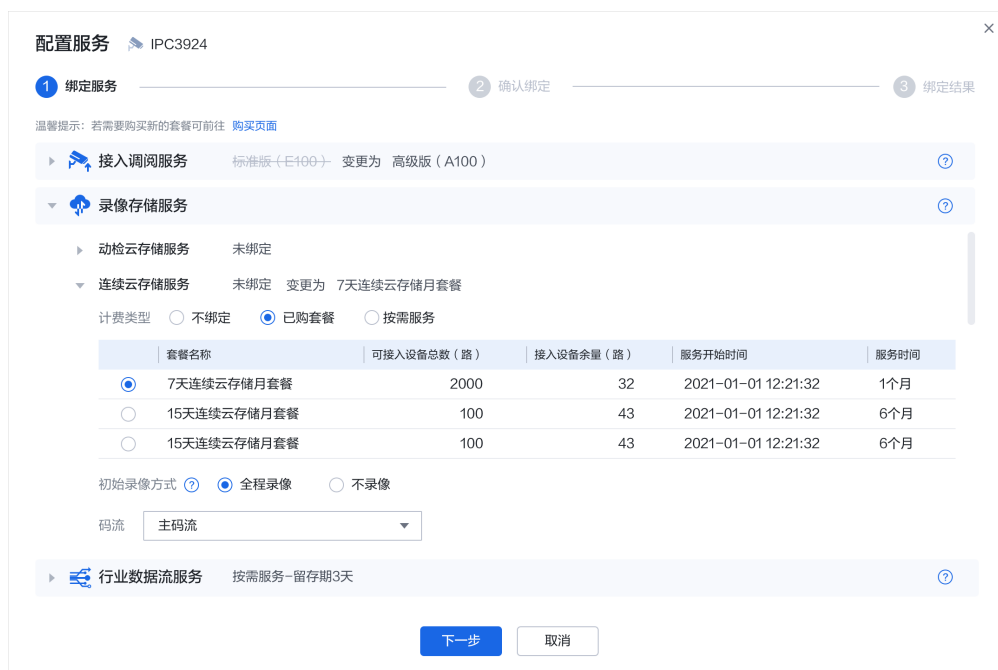 配置服务 IPC3924
1 绑定服务 2 确认绑定 3 绑定结果
温馨提示：若需要购买新的套餐可前往 购买页面
接入调阅服务 标准版（E100） 变更为 高级版（A100） ?
录像存储服务 ?
动检云存储服务 未绑定
连续云存储服务 未绑定 变更为 7天连续云存储月套餐
计费类型 不绑定 已购套餐 按需服务
套餐名称 可接入设备总数（路） 接入设备余量（路） 服务开始时间 服务时间
7天连续云存储月套餐 2000 32 2021-01-01 12:21:32 1个月
15天连续云存储月套餐 100 43 2021-01-01 12:21:32 6个月
15天连续云存储月套餐 100 43 2021-01-01 12:21:32 6个月
初始录像方式 ? 全程录像 不录像
码流 主码流
行业数据流服务 按需服务-留存期3天 ?
下一步 取消